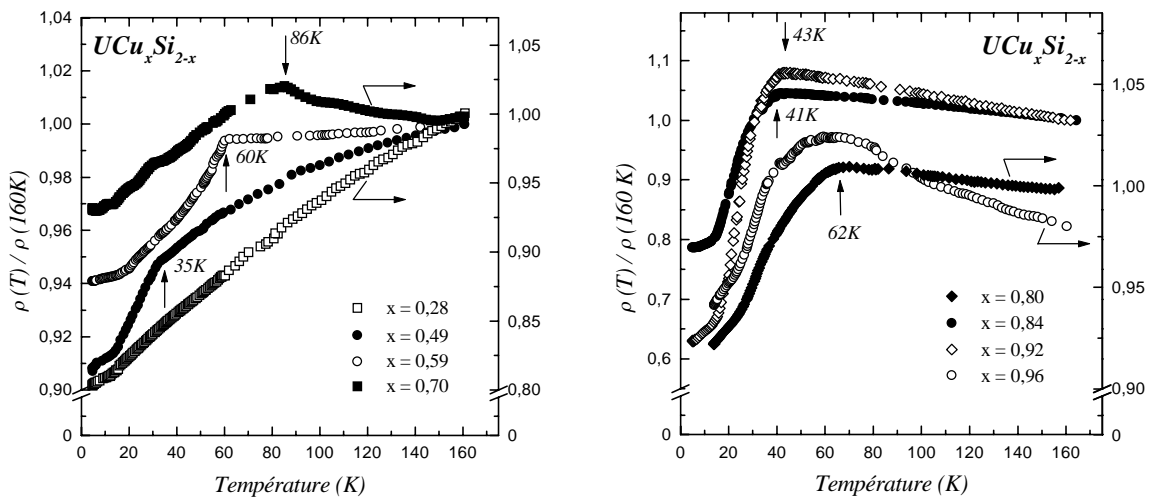 UCuxSi2-x
86K
60K
35K
1,04
1,02
1,00
0,98
0,96
0,94
0,92
0,90
0
1,05
1,00
0,95
0,90
0,85
0,80
0
□ x = 0,28
● x = 0,49
○ x = 0,59
■ x = 0,70
0 20 40 60 80 100 120 140 160
Température (K)
ρ (T) / ρ (160K)
UCuxSi2-x
43K
41K
62K
1,1
1,0
0,9
0,8
0,7
0,6
0
1,05
1,00
0,95
0,90
0
◆ x = 0,80
● x = 0,84
◇ x = 0,92
○ x = 0,96
0 20 40 60 80 100 120 140 160
Température (K)
ρ (T) / ρ (160 K)